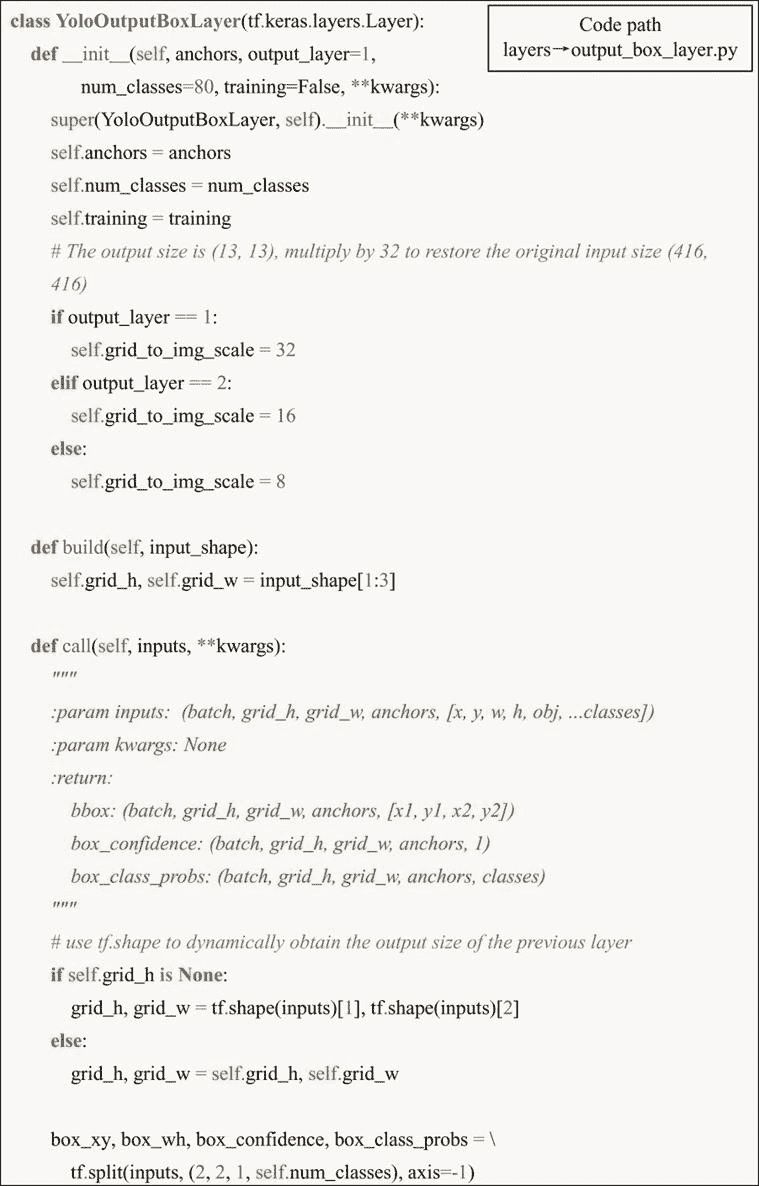 class YoloOutputBoxLayer(tf.keras.layers.Layer):
Code path
layers→output_box_layer.py
def __init__(self, anchors, output_layer=1,
num_classes=80, training=False, **kwargs):
super(YoloOutputBoxLayer, self).__init__(**kwargs)
self.anchors = anchors
self.num_classes = num_classes
self.training = training
# The output size is (13, 13), multiply by 32 to restore the original input size (416,
416)
if output_layer == 1:
self.grid_to_img_scale = 32
elif output_layer == 2:
self.grid_to_img_scale = 16
else:
self.grid_to_img_scale = 8
def build(self, input_shape):
self.grid_h, self.grid_w = input_shape[1:3]
def call(self, inputs, **kwargs):
"""
:param inputs: (batch, grid_h, grid_w, anchors, [x, y, w, h, obj, ...classes])
:param kwargs: None
:return:
bbox: (batch, grid_h, grid_w, anchors, [x1, y1, x2, y2])
box_confidence: (batch, grid_h, grid_w, anchors, 1)
box_class_probs: (batch, grid_h, grid_w, anchors, classes)
"""
# use tf.shape to dynamically obtain the output size of the previous layer
if self.grid_h is None:
grid_h, grid_w = tf.shape(inputs)[1], tf.shape(inputs)[2]
else:
grid_h, grid_w = self.grid_h, self.grid_w
box_xy, box_wh, box_confidence, box_class_probs = \
tf.split(inputs, (2, 2, 1, self.num_classes), axis=-1)